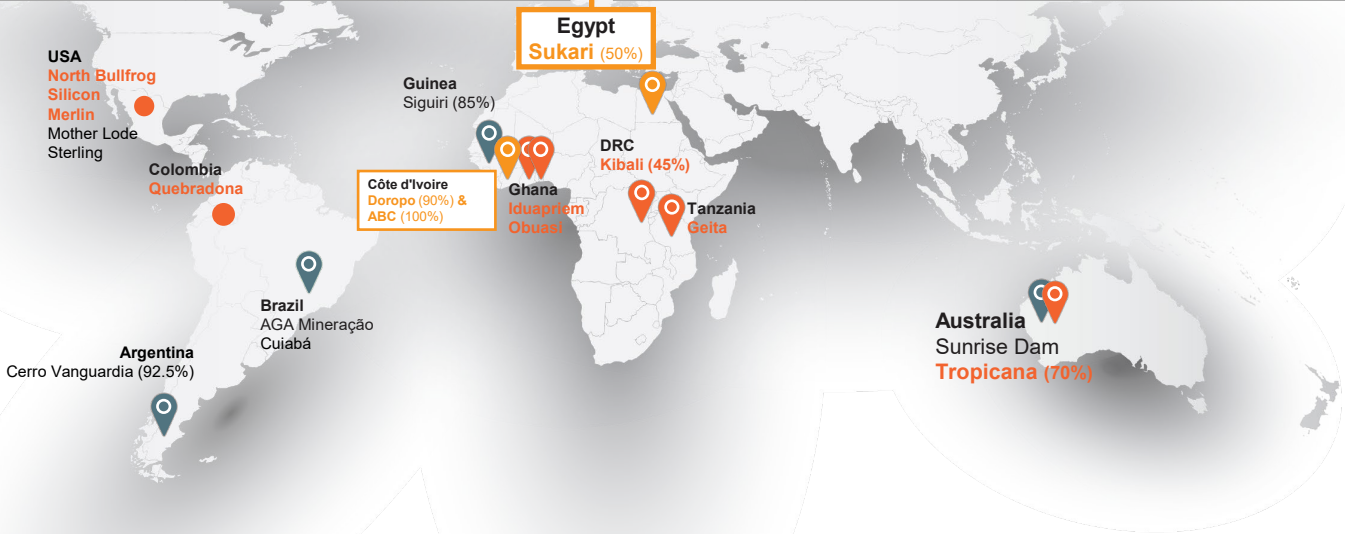 Egypt
Sukari (50%)
USA
North Bullfrog
Silicon
Merlin
Mother Lode
Sterling
Guinea
Siguiri (85%)
Colombia
Quebradona
Côte d'Ivoire
Doropo (90%) &
ABC (100%)
Ghana
Iduapriem
Obuasi
DRC
Kibali (45%)
Tanzania
Geita
Brazil
AGA Mineração
Cuiabá
Argentina
Cerro Vanguardia (92.5%)
Australia
Sunrise Dam
Tropicana (70%)